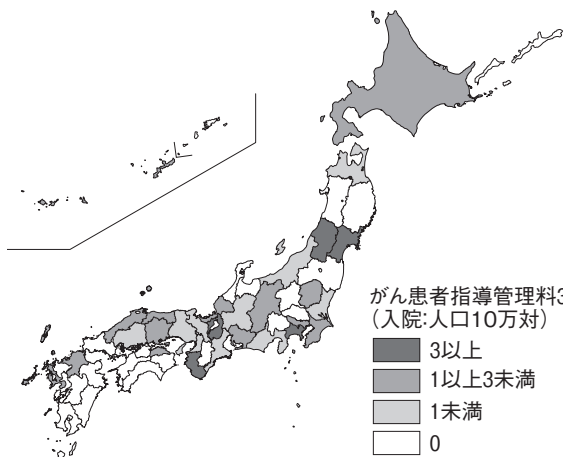 がん患者指導管理料3
(入院:人口10万対)
3以上
1以上3未満
1未満
0